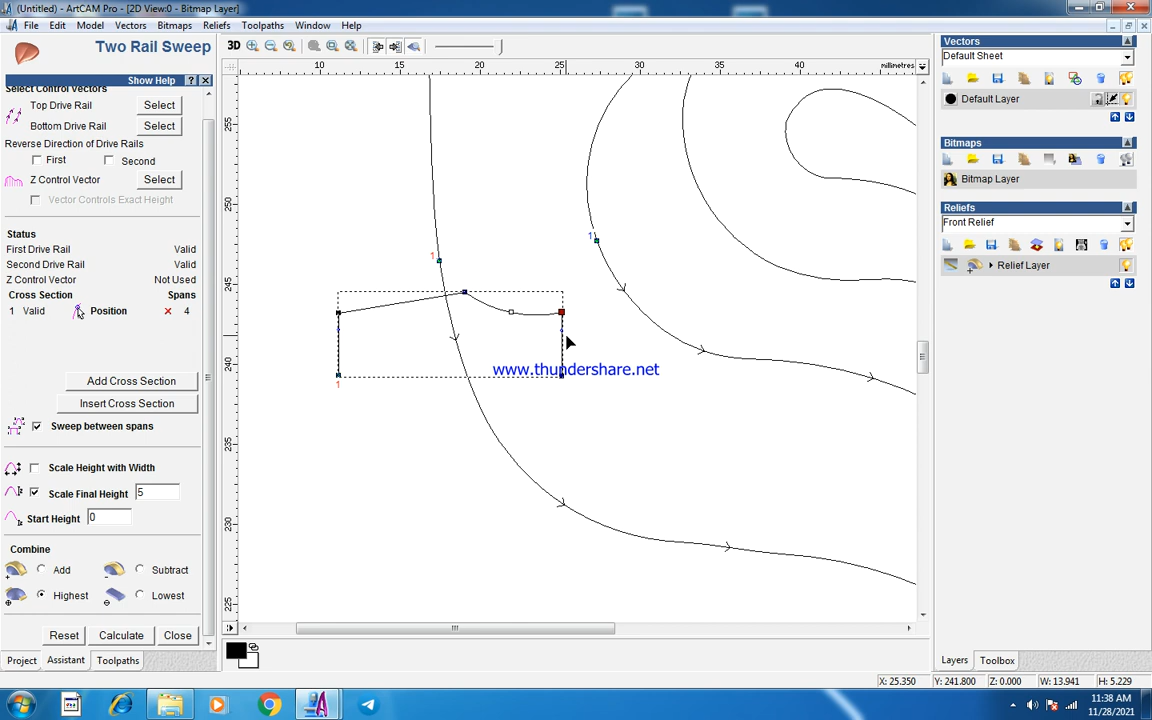 (Untitled) - ArtCAM Pro - [2D View:0 - Bitmap Layer]
File Edit Model Vectors Bitmaps Reliefs Toolpaths Window Help
Two Rail Sweep
Show Help
Select Control Vectors
Top Drive Rail Select
Bottom Drive Rail Select
Reverse Direction of Drive Rails
First Second
Z Control Vector Select
Vector Controls Exact Height
Status
First Drive Rail Valid
Second Drive Rail Valid
Z Control Vector Not Used
Cross Section Spans
1 Valid Position 4
Add Cross Section
Insert Cross Section
Sweep between spans
Scale Height with Width
Scale Final Height 5
Start Height 0
Combine
Add Subtract
Highest Lowest
Reset Calculate Close
Project Assistant Toolpaths
3D
10 15 20 25 30 35 40 millimetres
255
250
245
240
235
230
225
1
1
1
www.thundershare.net
Vectors
Default Sheet
Default Layer
Bitmaps
Bitmap Layer
Reliefs
Front Relief
Relief Layer
Layers Toolbox
X: 25.350 Y: 241.800 Z: 0.000 W: 13.941 H: 5.229
11:38 AM
11/28/2021